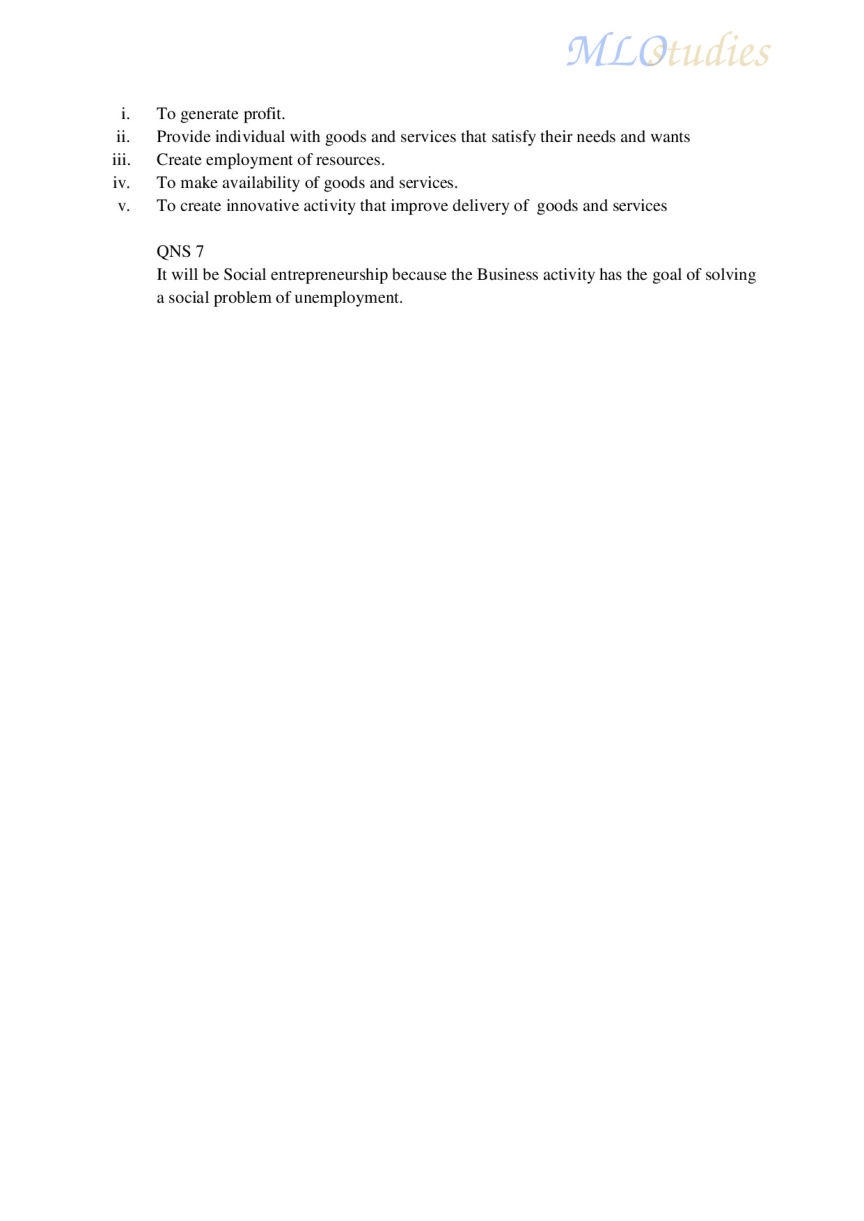 MLOstudies
i. To generate profit.
ii. Provide individual with goods and services that satisfy their needs and wants
iii. Create employment of resources.
iv. To make availability of goods and services.
v. To create innovative activity that improve delivery of  goods and services
QNS 7
It will be Social entrepreneurship because the Business activity has the goal of solving
a social problem of unemployment.